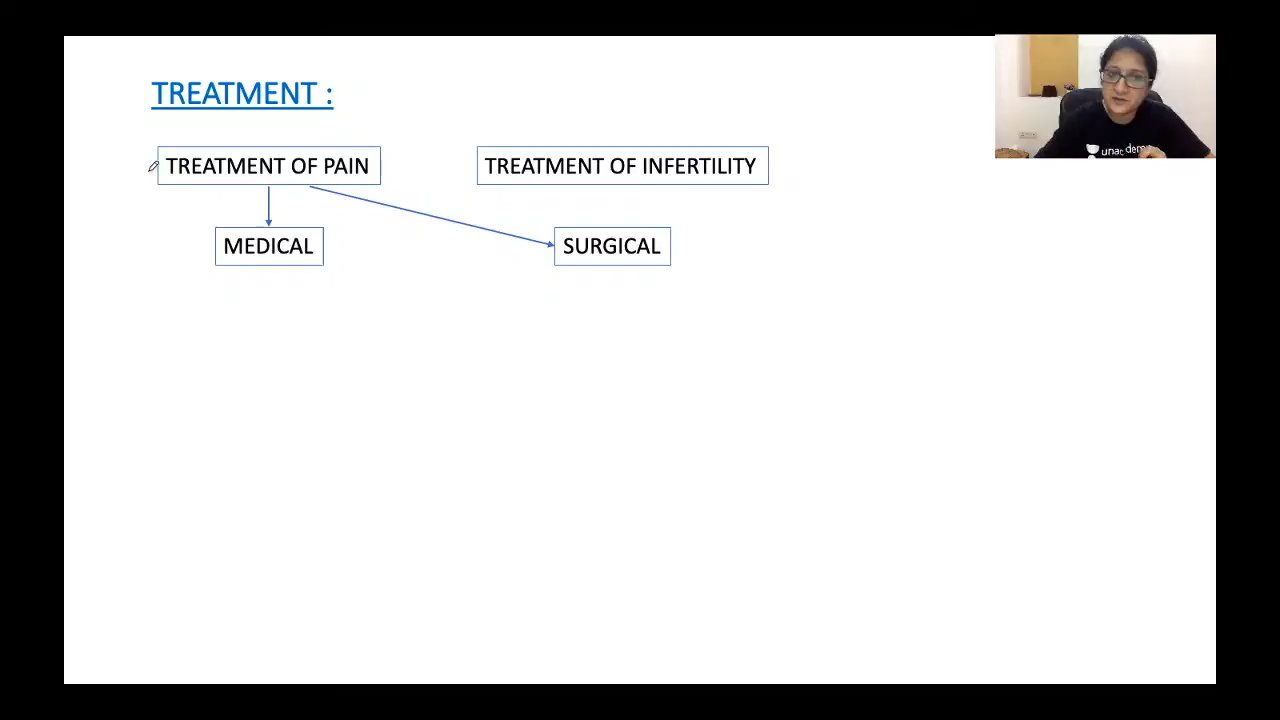 TREATMENT :
TREATMENT OF PAIN
TREATMENT OF INFERTILITY
MEDICAL
SURGICAL